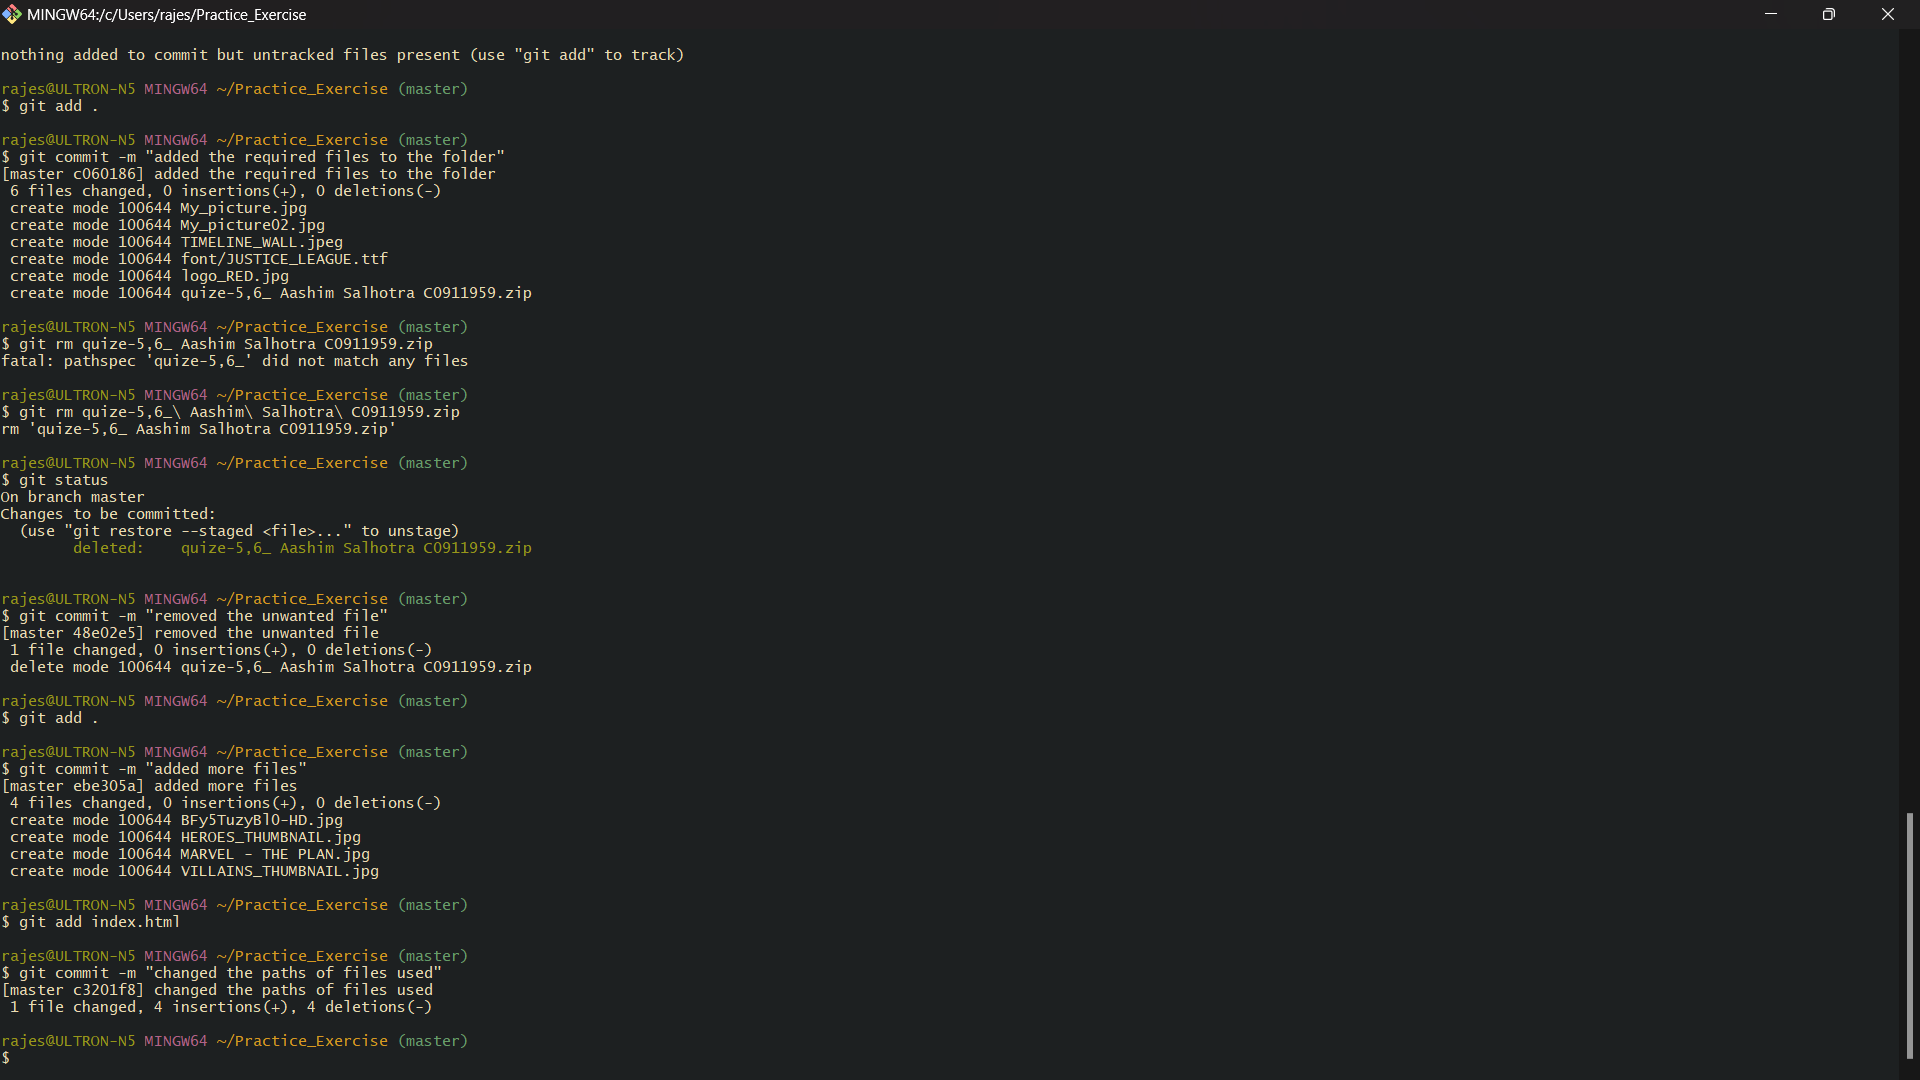 MINGW64:/c/Users/rajes/Practice_Exercise
nothing added to commit but untracked files present (use "git add" to track)
rajes@ULTRON-N5 MINGW64 ~/Practice_Exercise (master)
$ git add .
rajes@ULTRON-N5 MINGW64 ~/Practice_Exercise (master)
$ git commit -m "added the required files to the folder"
[master c060186] added the required files to the folder
 6 files changed, 0 insertions(+), 0 deletions(-)
 create mode 100644 My_picture.jpg
 create mode 100644 My_picture02.jpg
 create mode 100644 TIMELINE_WALL.jpeg
 create mode 100644 font/JUSTICE_LEAGUE.ttf
 create mode 100644 logo_RED.jpg
 create mode 100644 quize-5,6_ Aashim Salhotra C0911959.zip
rajes@ULTRON-N5 MINGW64 ~/Practice_Exercise (master)
$ git rm quize-5,6_ Aashim Salhotra C0911959.zip
fatal: pathspec 'quize-5,6_' did not match any files
rajes@ULTRON-N5 MINGW64 ~/Practice_Exercise (master)
$ git rm quize-5,6_\ Aashim\ Salhotra\ C0911959.zip
rm 'quize-5,6_ Aashim Salhotra C0911959.zip'
rajes@ULTRON-N5 MINGW64 ~/Practice_Exercise (master)
$ git status
On branch master
Changes to be committed:
  (use "git restore --staged <file>..." to unstage)
        deleted:    quize-5,6_ Aashim Salhotra C0911959.zip
rajes@ULTRON-N5 MINGW64 ~/Practice_Exercise (master)
$ git commit -m "removed the unwanted file"
[master 48e02e5] removed the unwanted file
 1 file changed, 0 insertions(+), 0 deletions(-)
 delete mode 100644 quize-5,6_ Aashim Salhotra C0911959.zip
rajes@ULTRON-N5 MINGW64 ~/Practice_Exercise (master)
$ git add .
rajes@ULTRON-N5 MINGW64 ~/Practice_Exercise (master)
$ git commit -m "added more files"
[master ebe305a] added more files
 4 files changed, 0 insertions(+), 0 deletions(-)
 create mode 100644 BFy5TuzyBlO-HD.jpg
 create mode 100644 HEROES_THUMBNAIL.jpg
 create mode 100644 MARVEL - THE PLAN.jpg
 create mode 100644 VILLAINS_THUMBNAIL.jpg
rajes@ULTRON-N5 MINGW64 ~/Practice_Exercise (master)
$ git add index.html
rajes@ULTRON-N5 MINGW64 ~/Practice_Exercise (master)
$ git commit -m "changed the paths of files used"
[master c3201f8] changed the paths of files used
 1 file changed, 4 insertions(+), 4 deletions(-)
rajes@ULTRON-N5 MINGW64 ~/Practice_Exercise (master)
$